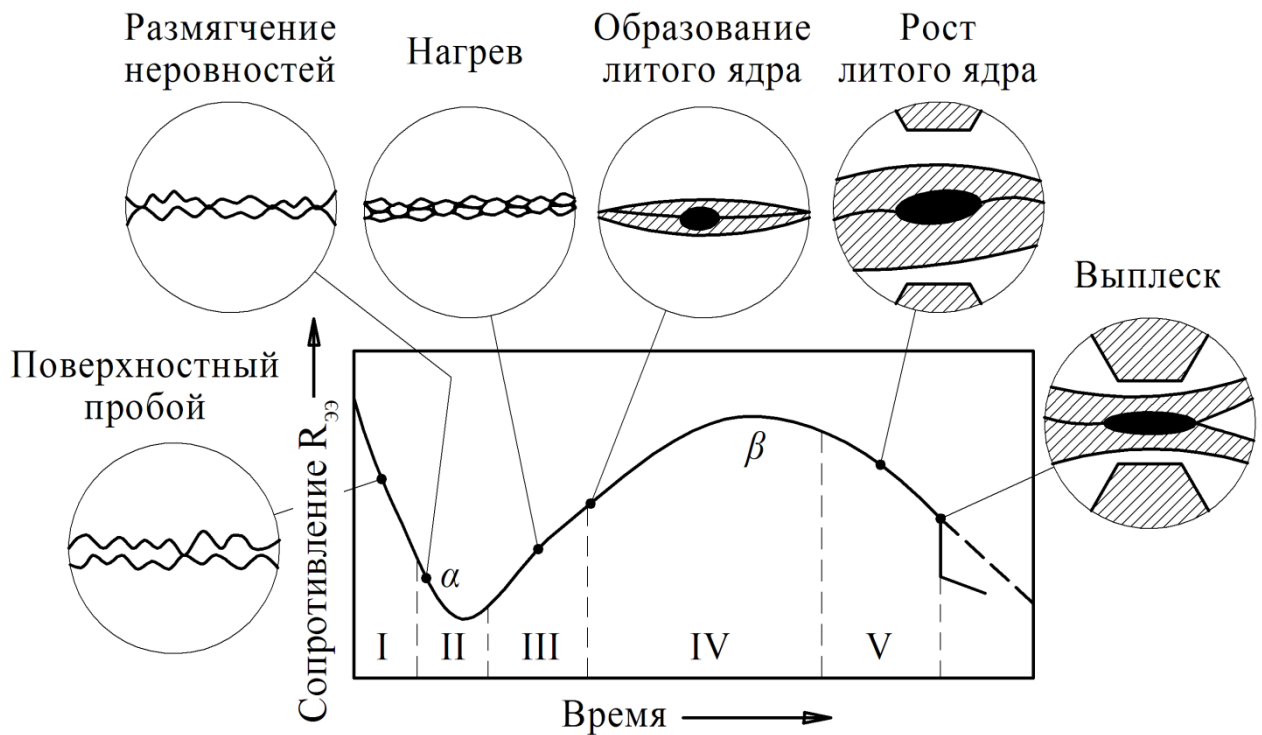 Размягчение
неровностей
Нагрев
Образование
литого ядра
Рост
литого ядра
Выплеск
Поверхностный
пробой
Сопротивление Rээ
α
β
I
II
III
IV
V
Время